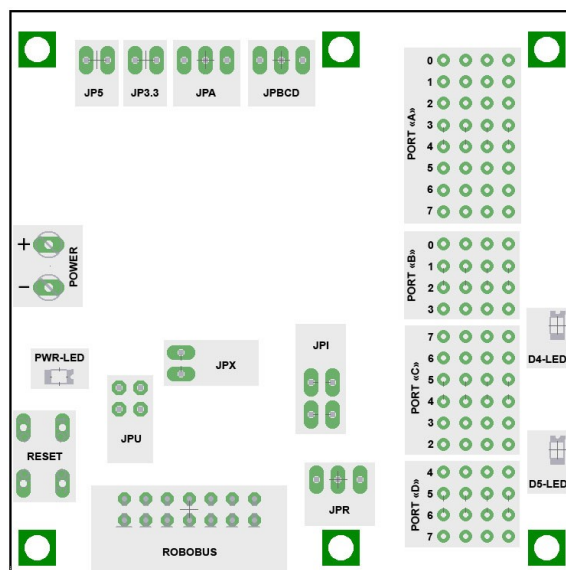 JP5 JP3.3 JPA JPBCD
PORT «A»
0
1
2
3
4
5
6
7
+
−
POWER
PORT «B»
0
1
2
3
PWR-LED
JPX
JPI
JPU
RESET
PORT «C»
7
6
5
4
3
2
D4-LED
D5-LED
PORT «D»
4
5
6
7
JPR
ROBOBUS